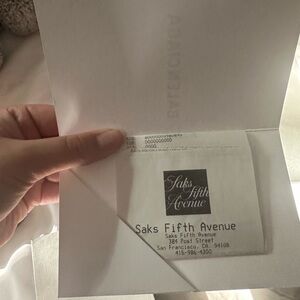 BALENCIAGA
Saks
fifth
Avenue
Saks Fifth Avenue
Saks Fifth Avenue
384 Post Street
San Francisco, CA. 94108
415-986-4300